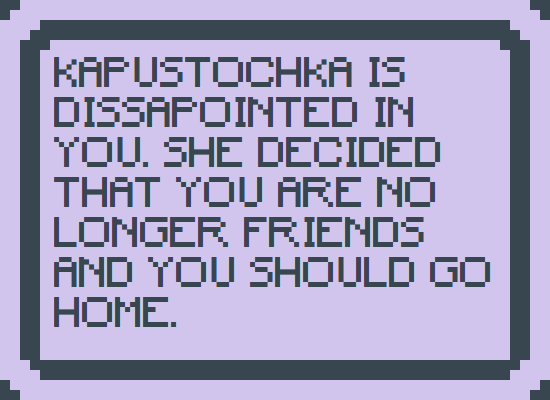 KAPUSTOCHKA IS
DISSAPOINTED IN
YOU. SHE DECIDED
THAT YOU ARE NO
LONGER FRIENDS
AND YOU SHOULD GO
HOME.